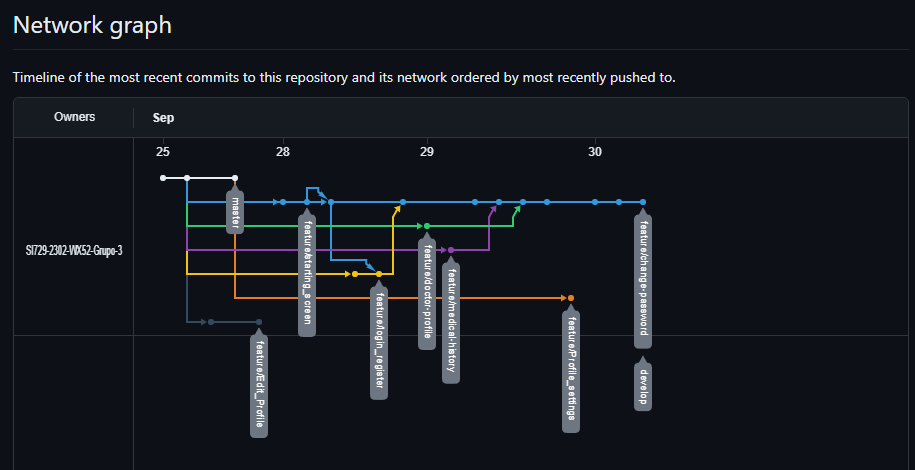 Network graph
Timeline of the most recent commits to this repository and its network ordered by most recently pushed to.
Owners
Sep
25
28
29
30
SI729-2302-WX52-Grupo-3
master
feature/starting_screen
feature/Edit_Profile
feature/login_register
feature/doctor-profile
feature/medical-history
feature/Profile_settings
feature/change-password
develop